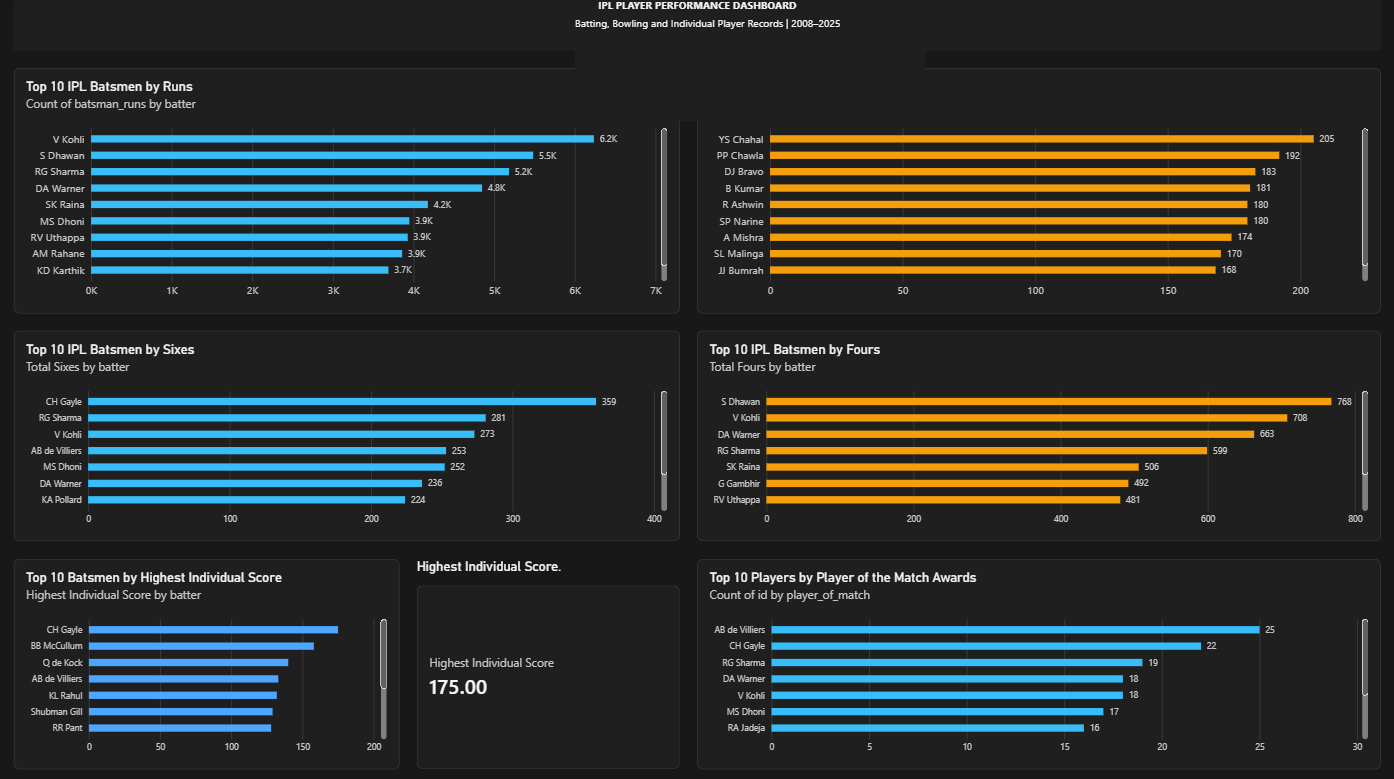 IPL PLAYER PERFORMANCE DASHBOARD
Batting, Bowling and Individual Player Records | 2008–2025
Top 10 IPL Batsmen by Runs
Count of batsman_runs by batter
V Kohli 6.2K
S Dhawan 5.5K
RG Sharma 5.2K
DA Warner 4.8K
SK Raina 4.2K
MS Dhoni 3.9K
RV Uthappa 3.9K
AM Rahane 3.9K
KD Karthik 3.7K
0K 1K 2K 3K 4K 5K 6K 7K
YS Chahal 205
PP Chawla 192
DJ Bravo 183
B Kumar 181
R Ashwin 180
SP Narine 180
A Mishra 174
SL Malinga 170
JJ Bumrah 168
0 50 100 150 200
Top 10 IPL Batsmen by Sixes
Total Sixes by batter
CH Gayle 359
RG Sharma 281
V Kohli 273
AB de Villiers 253
MS Dhoni 252
DA Warner 236
KA Pollard 224
0 100 200 300 400
Top 10 IPL Batsmen by Fours
Total Fours by batter
S Dhawan 768
V Kohli 708
DA Warner 663
RG Sharma 599
SK Raina 506
G Gambhir 492
RV Uthappa 481
0 200 400 600 800
Top 10 Batsmen by Highest Individual Score
Highest Individual Score by batter
CH Gayle
BB McCullum
Q de Kock
AB de Villiers
KL Rahul
Shubman Gill
RR Pant
0 50 100 150 200
Highest Individual Score.
Highest Individual Score
175.00
Top 10 Players by Player of the Match Awards
Count of id by player_of_match
AB de Villiers 25
CH Gayle 22
RG Sharma 19
DA Warner 18
V Kohli 18
MS Dhoni 17
RA Jadeja 16
0 5 10 15 20 25 30